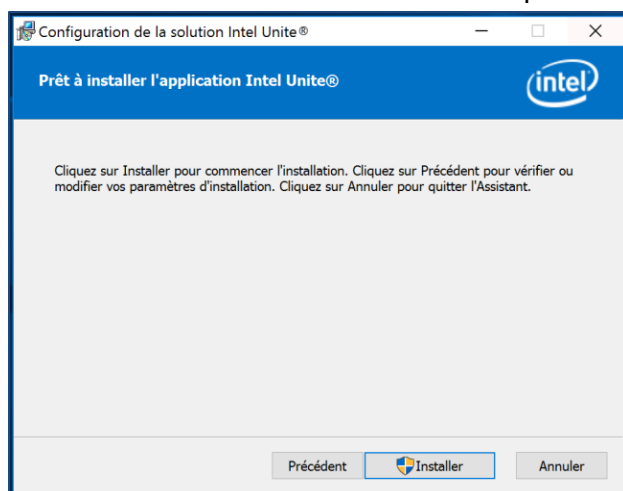 Configuration de la solution Intel Unite®
Prêt à installer l'application Intel Unite®
intel
Cliquez sur Installer pour commencer l'installation. Cliquez sur Précédent pour vérifier ou
modifier vos paramètres d'installation. Cliquez sur Annuler pour quitter l'Assistant.
Précédent
Installer
Annuler